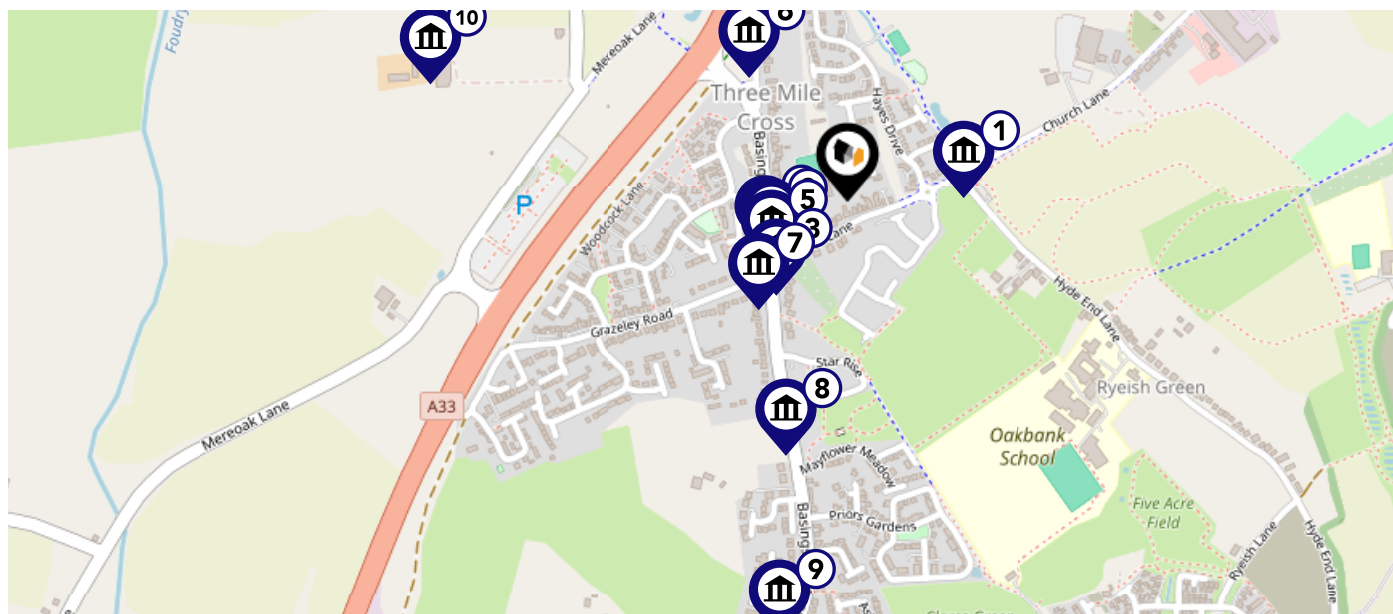 Foudry
10
Mereoak Lane
6
Three Mile
Cross
Hayes Drive
Church Lane
1
Basing
P
Woodcock Lane
5
3
Lane
7
Hyde End Lane
Grazeley Road
Star Rise
Ryeish Green
8
A33
Mereoak Lane
Oakbank
School
Mayflower Meadow
Five Acre
Field
Priors Gardens
Basing
Ryeish Lane
Hyde End Lane
9